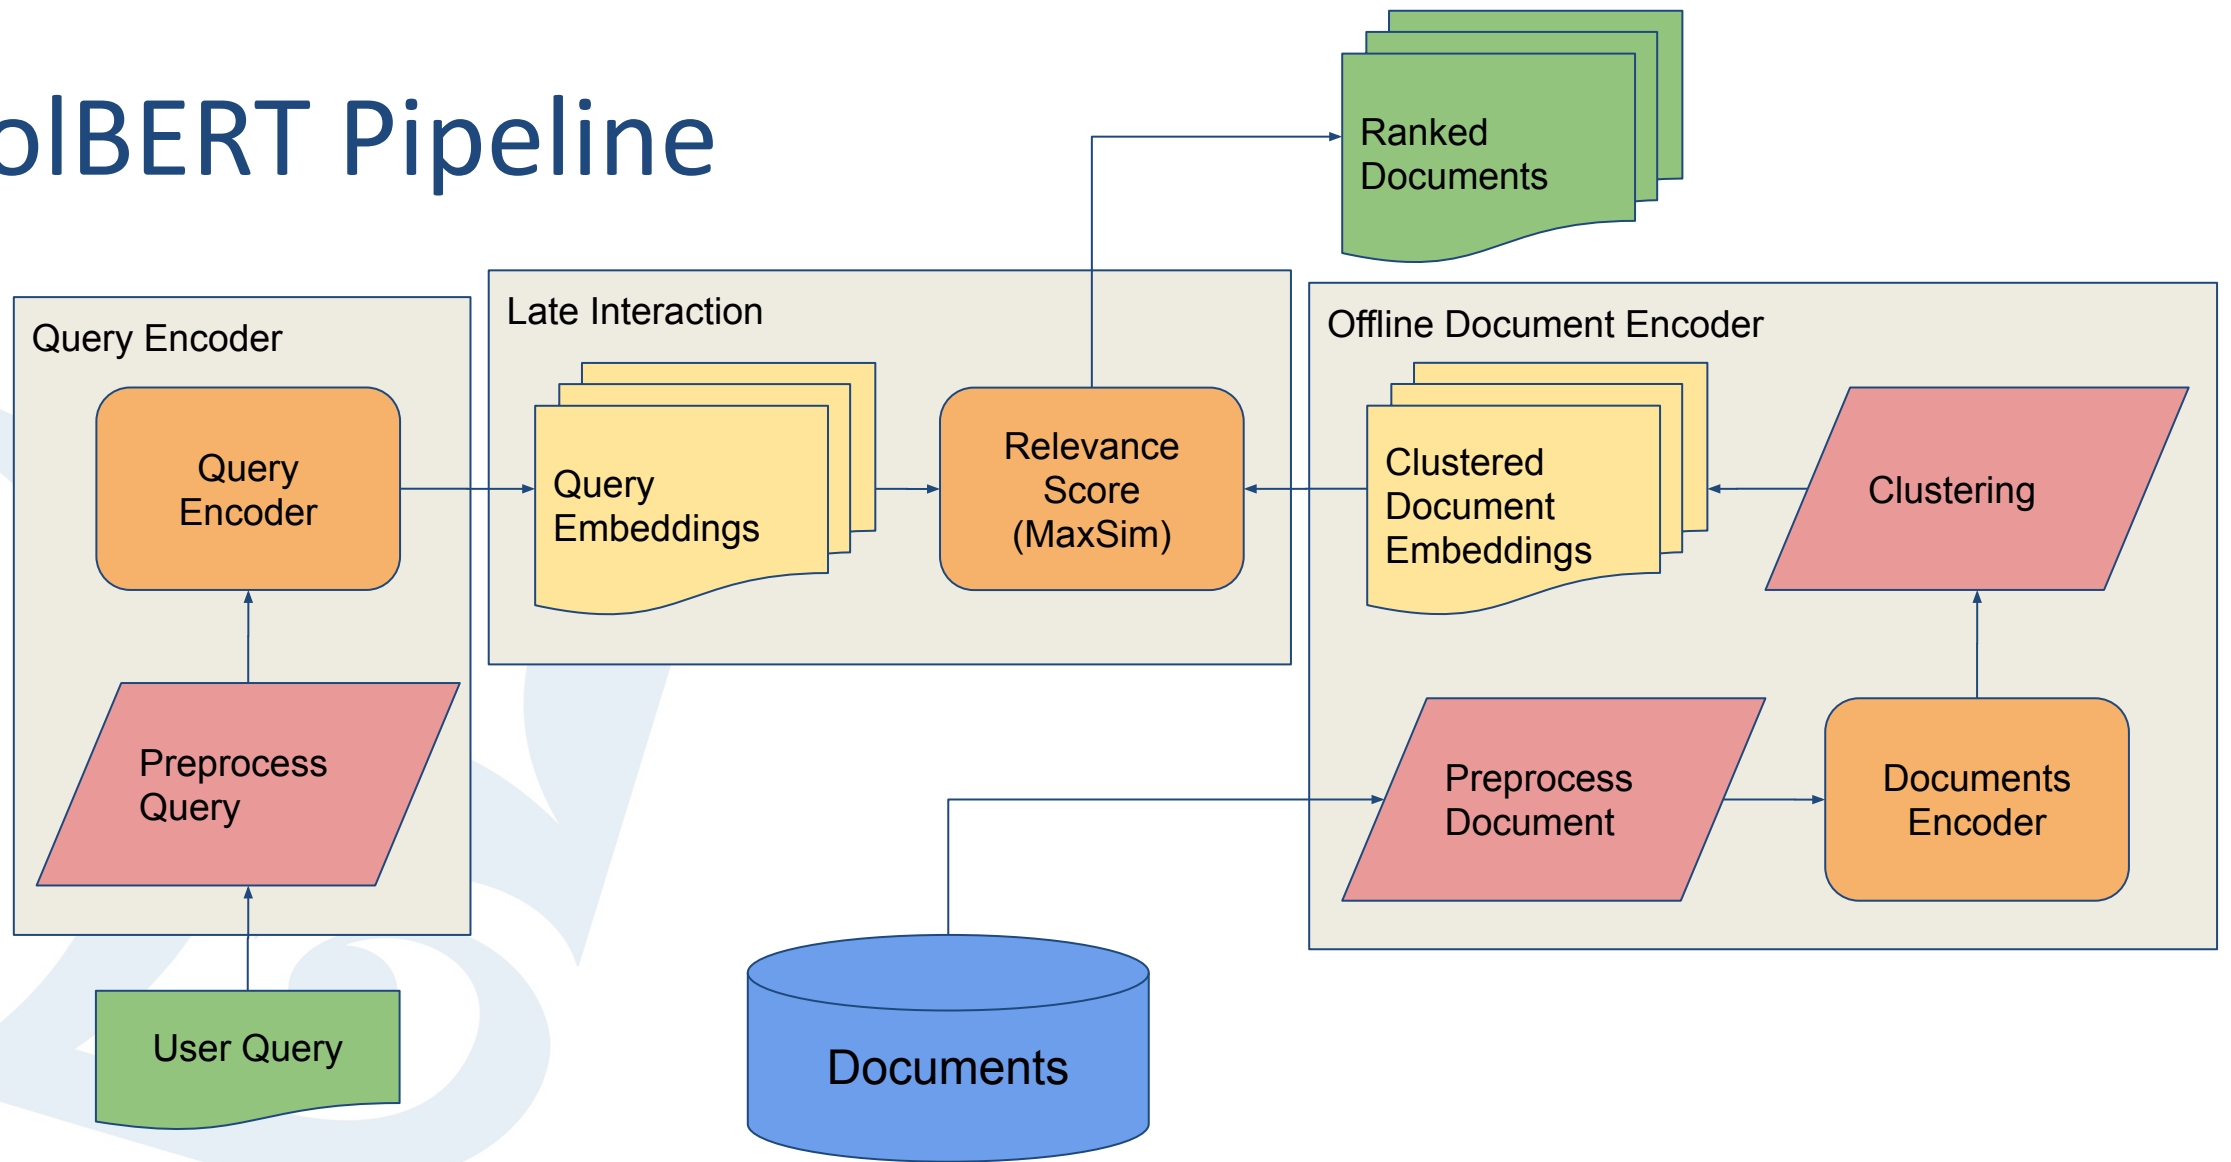 olBERT Pipeline
Ranked
Documents
Query Encoder
Query
Encoder
Preprocess
Query
User Query
Late Interaction
Query
Embeddings
Relevance
Score
(MaxSim)
Offline Document Encoder
Clustered
Document
Embeddings
Clustering
Preprocess
Document
Documents
Encoder
Documents